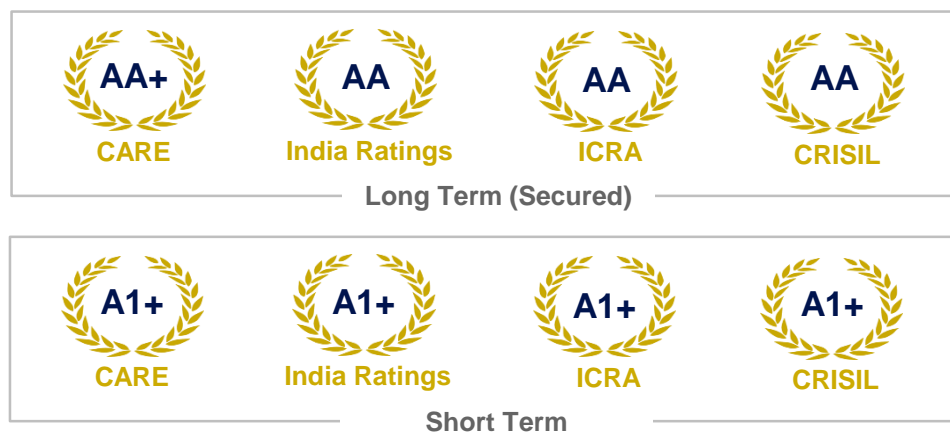 AA+ AA AA AA
CARE India Ratings ICRA CRISIL
Long Term (Secured)
A1+ A1+ A1+ A1+
CARE India Ratings ICRA CRISIL
Short Term